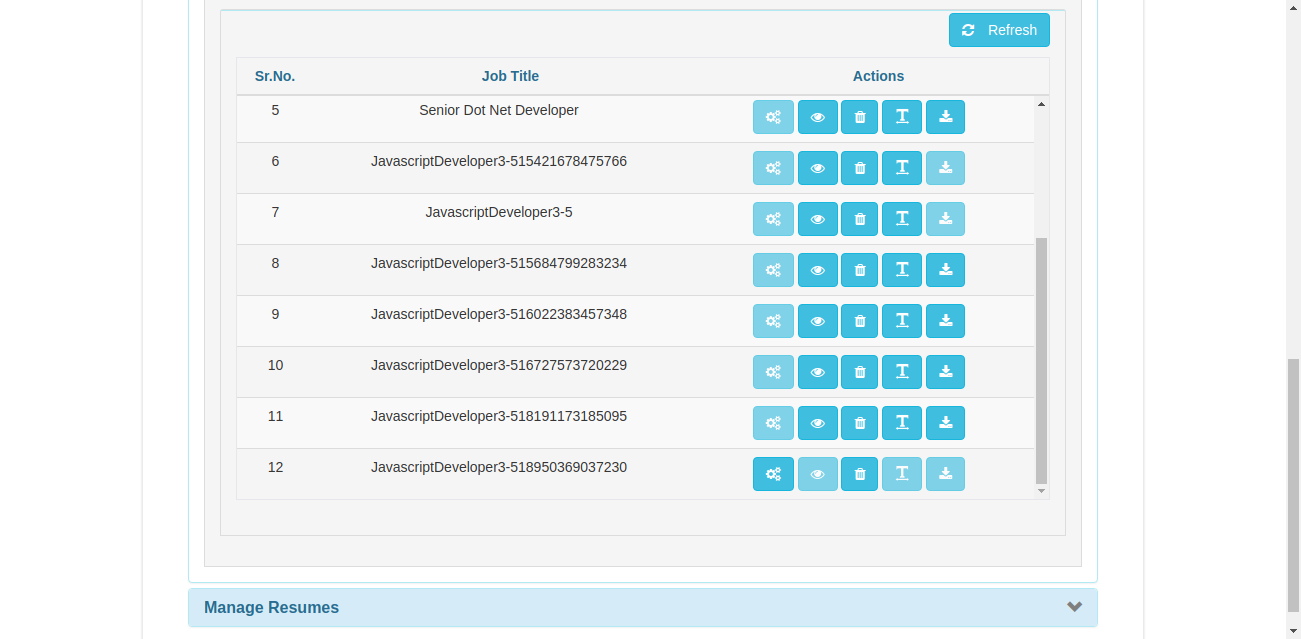 Refresh
Sr.No. Job Title Actions
5 Senior Dot Net Developer
6 JavascriptDeveloper3-515421678475766
7 JavascriptDeveloper3-5
8 JavascriptDeveloper3-515684799283234
9 JavascriptDeveloper3-516022383457348
10 JavascriptDeveloper3-516727573720229
11 JavascriptDeveloper3-518191173185095
12 JavascriptDeveloper3-518950369037230
Manage Resumes